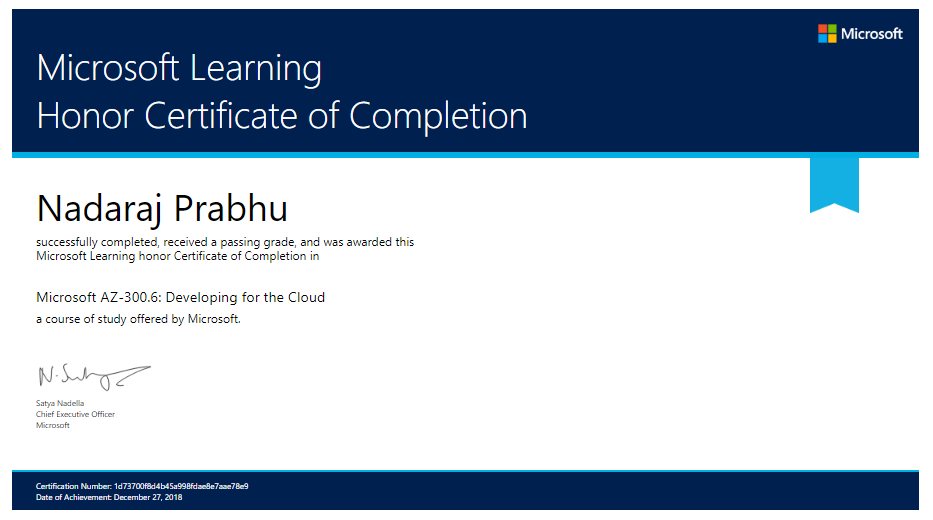 Microsoft
Microsoft Learning
Honor Certificate of Completion
Nadaraj Prabhu
successfully completed, received a passing grade, and was awarded this
Microsoft Learning honor Certificate of Completion in
Microsoft AZ-300.6: Developing for the Cloud
a course of study offered by Microsoft.
Satya Nadella
Chief Executive Officer
Microsoft
Certification Number: 1d73700f8d4b45a998fdae8e7aae78e9
Date of Achievement: December 27, 2018